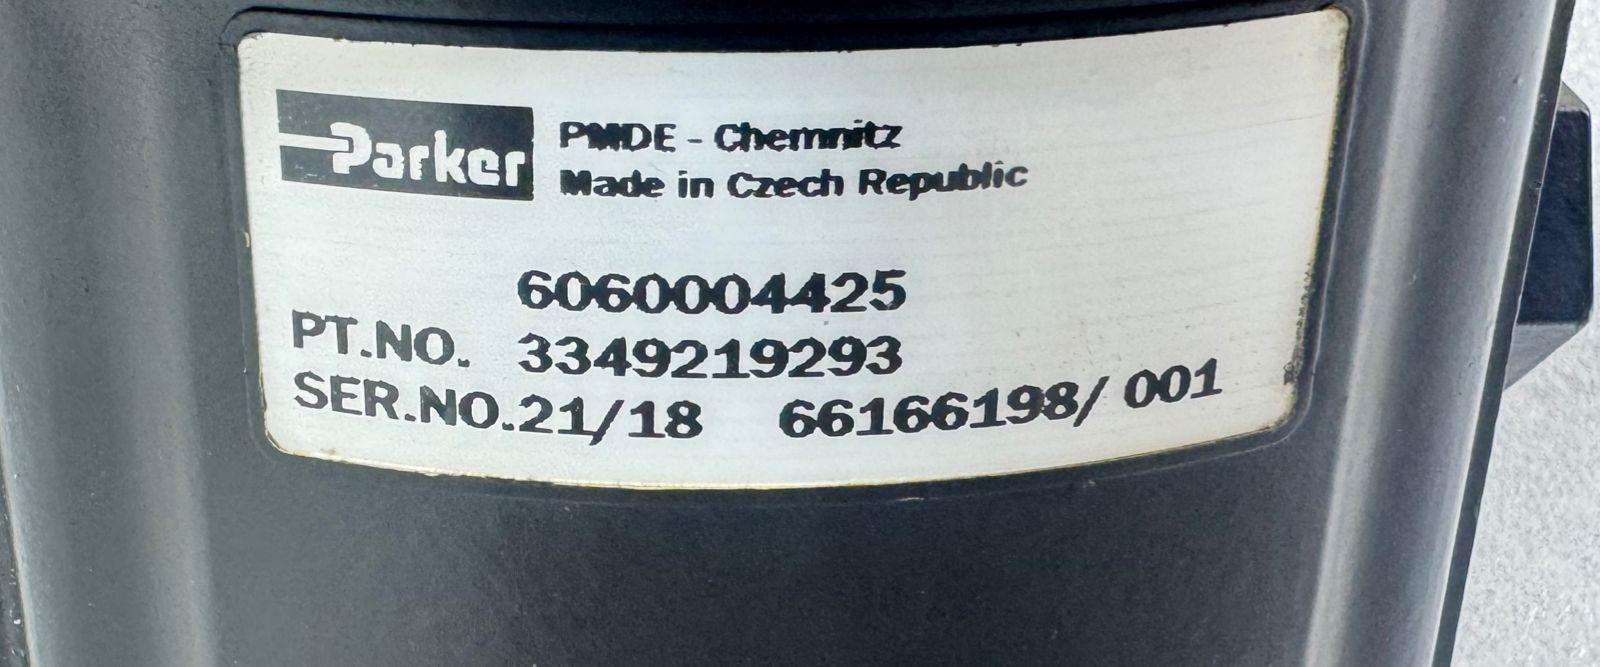 Parker
PMDE - Chemnitz
Made in Czech Republic
6060004425
PT.NO. 3349219293
SER.NO.21/18 66166198/ 001